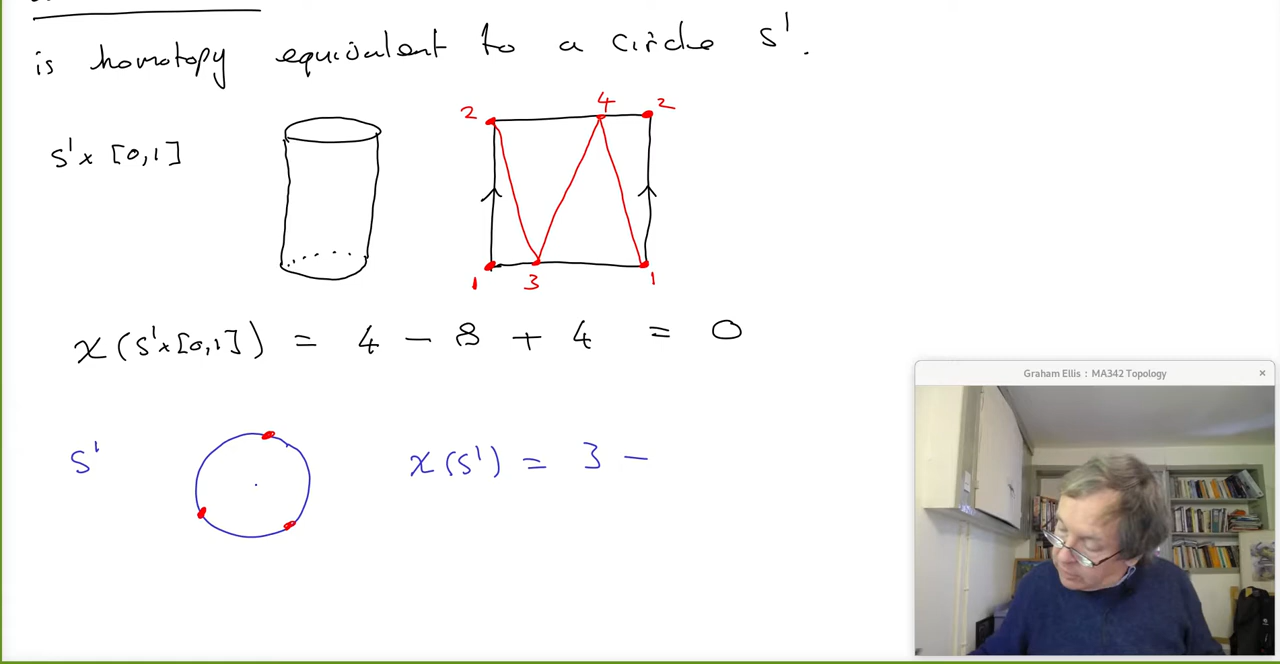 is homotopy equivalent to a circle S¹.
S¹ × [0,1]
2 4 2
1 3 1
χ(S¹×[0,1]) = 4 − 8 + 4 = 0
Graham Ellis : MA342 Topology ×
S¹ χ(S¹) = 3 −